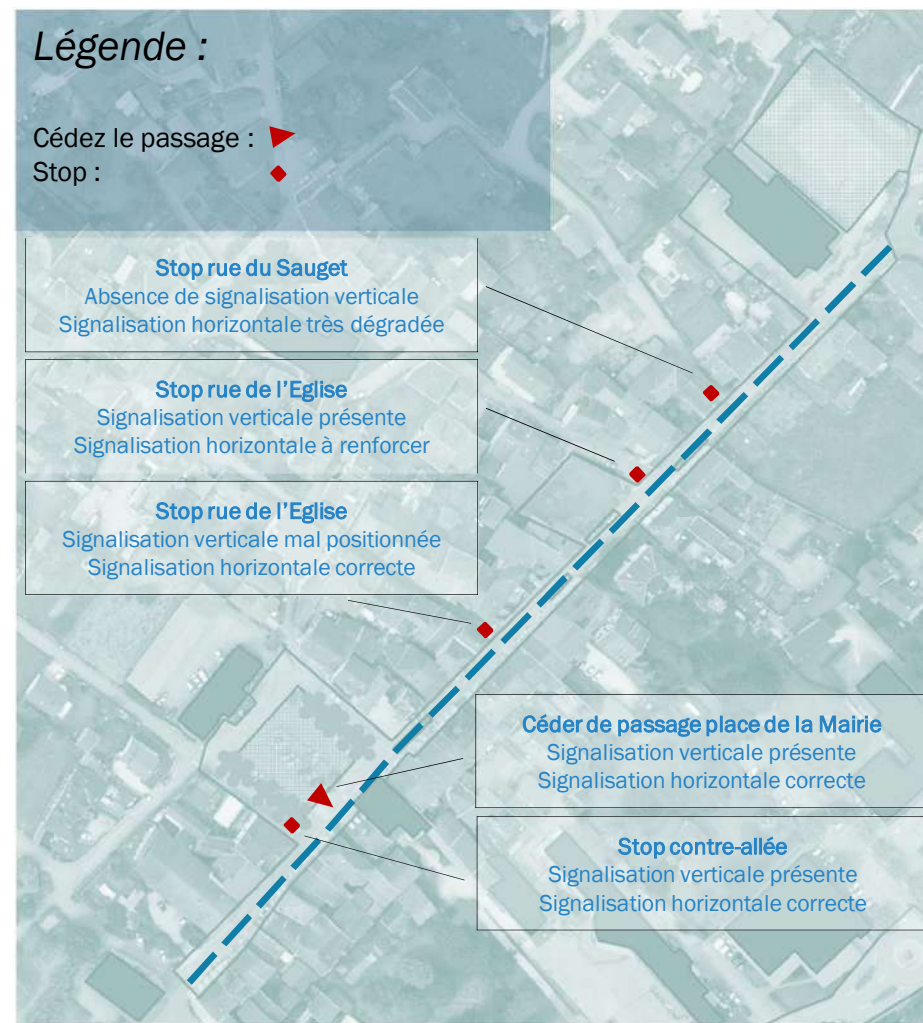 Légende :
Cédez le passage :
Stop :
Stop rue du Sauget
Absence de signalisation verticale
Signalisation horizontale très dégradée
Stop rue de l'Eglise
Signalisation verticale présente
Signalisation horizontale à renforcer
Stop rue de l'Eglise
Signalisation verticale mal positionnée
Signalisation horizontale correcte
Céder de passage place de la Mairie
Signalisation verticale présente
Signalisation horizontale correcte
Stop contre-allée
Signalisation verticale présente
Signalisation horizontale correcte